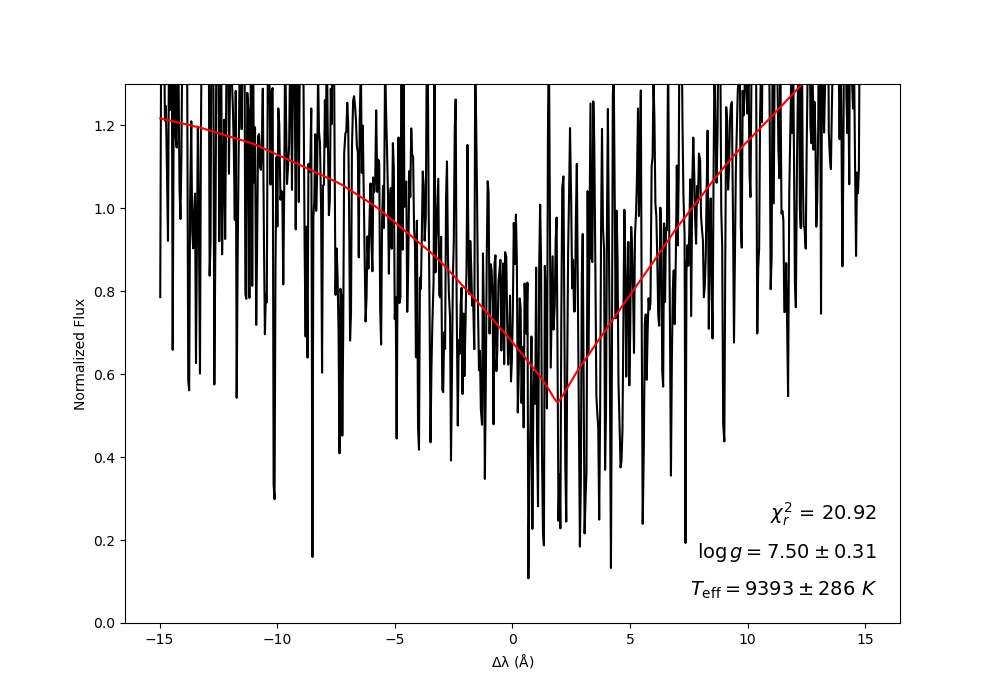 1.2
1.0
0.8
0.6
0.4
0.2
0.0
Normalized Flux
χ²ᵣ = 20.92
log g = 7.50 ± 0.31
T_eff = 9393 ± 286 K
−15 −10 −5 0 5 10 15
Δλ (Å)